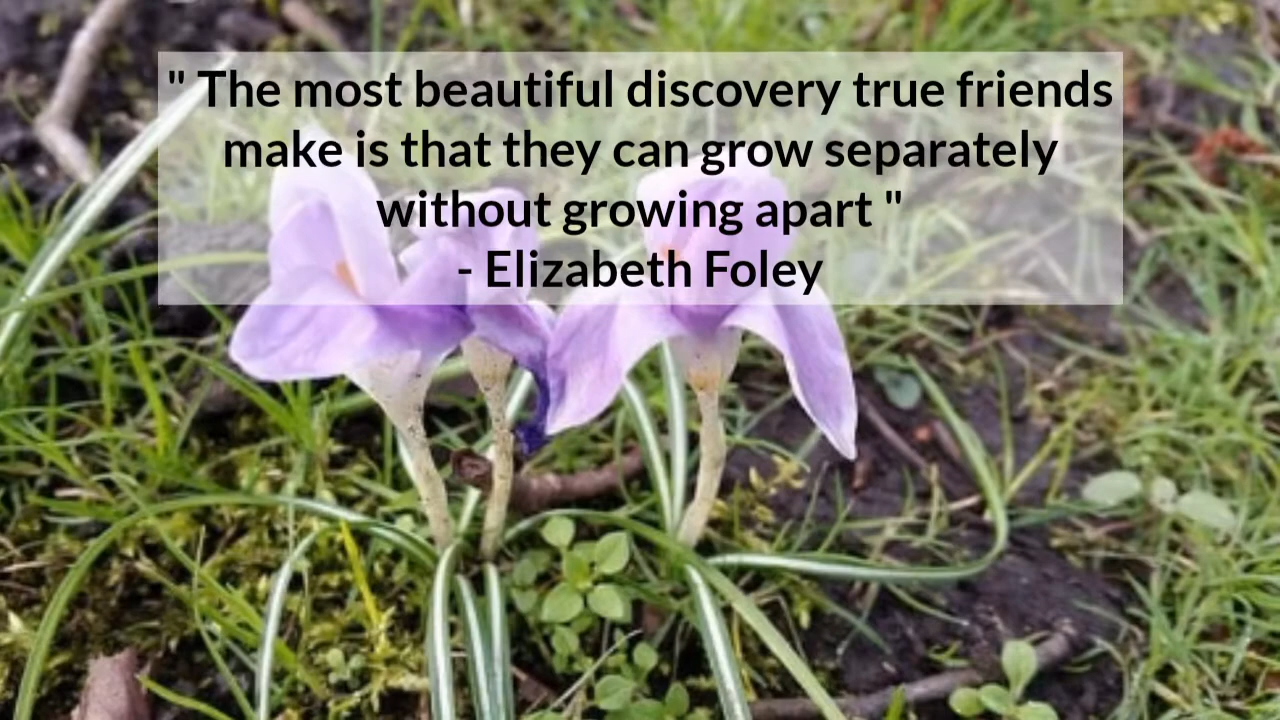 " The most beautiful discovery true friends
make is that they can grow separately
without growing apart "
- Elizabeth Foley